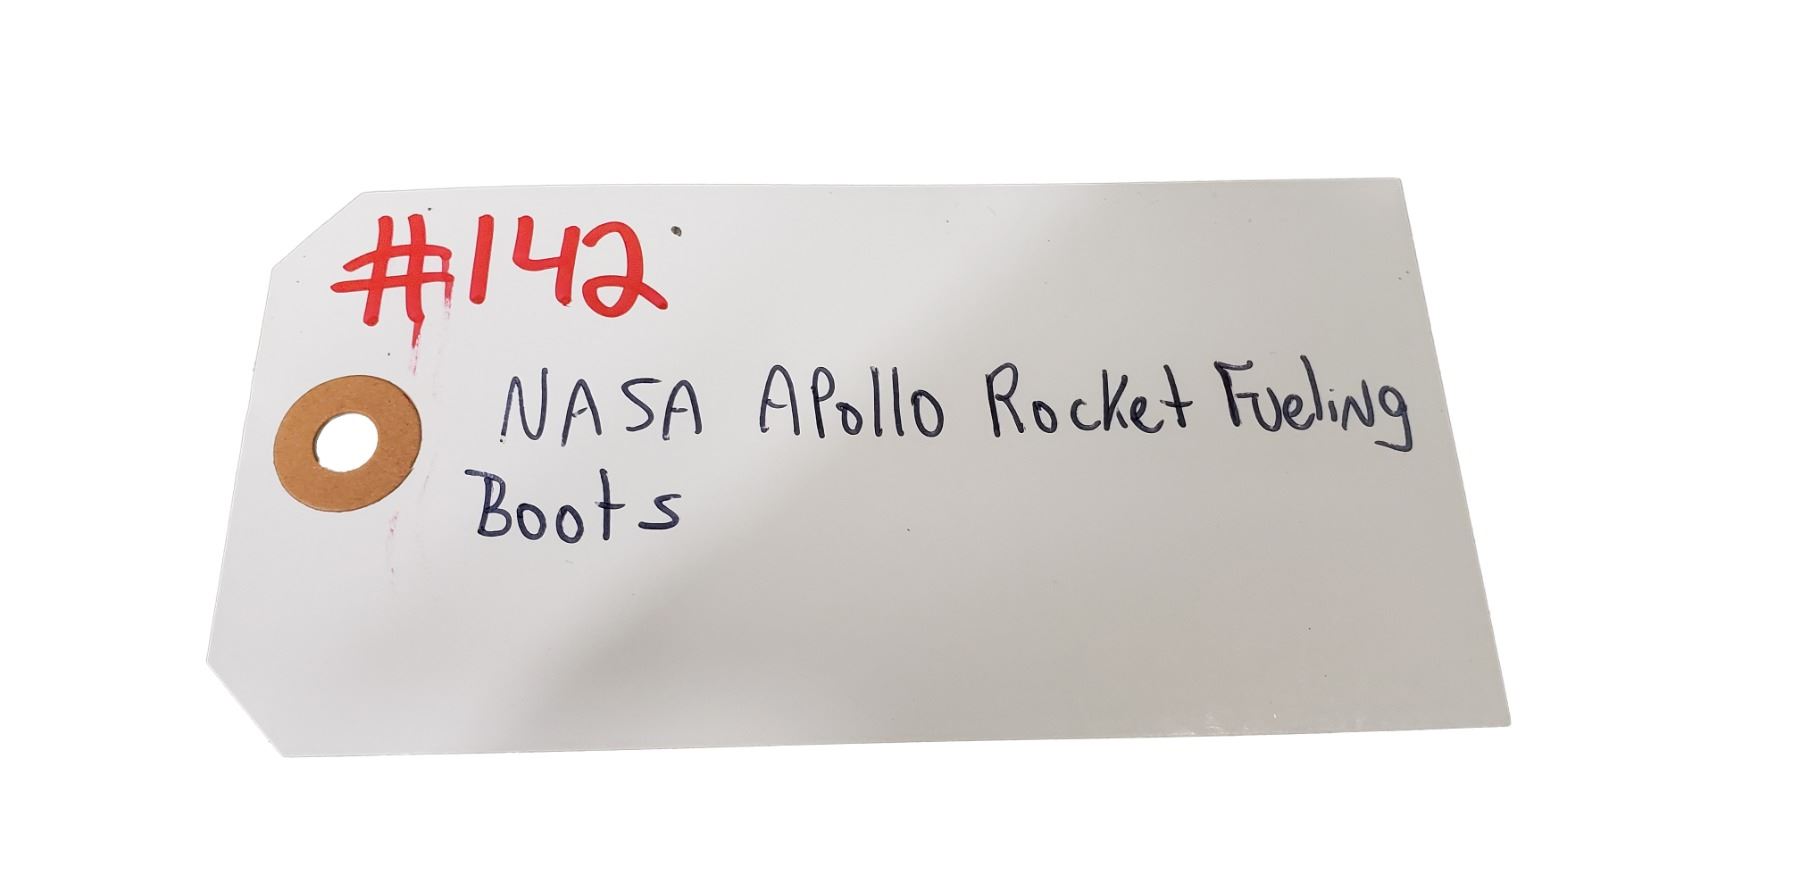 #142
NASA APollo Rocket Fueling
Boots